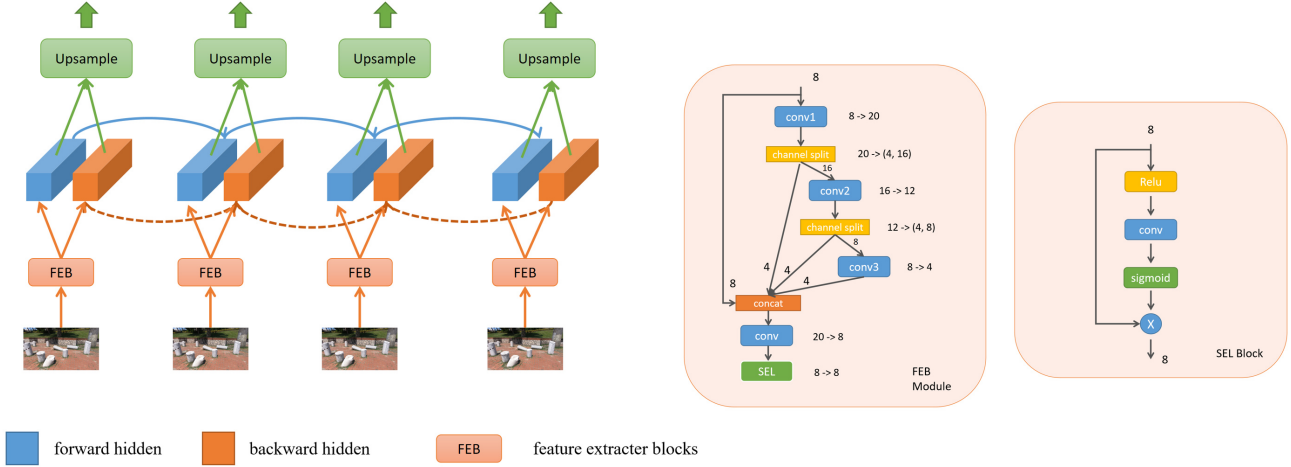 Upsample
Upsample
Upsample
Upsample
FEB
FEB
FEB
FEB
8
conv1
8 -> 20
channel split
20 -> (4, 16)
16
conv2
16 -> 12
channel split
12 -> (4, 8)
8
conv3
8 -> 4
4
4
4
8
concat
conv
20 -> 8
SEL
8 -> 8
FEB
Module
8
Relu
conv
sigmoid
X
8
SEL Block
forward hidden
backward hidden
FEB
feature extracter blocks